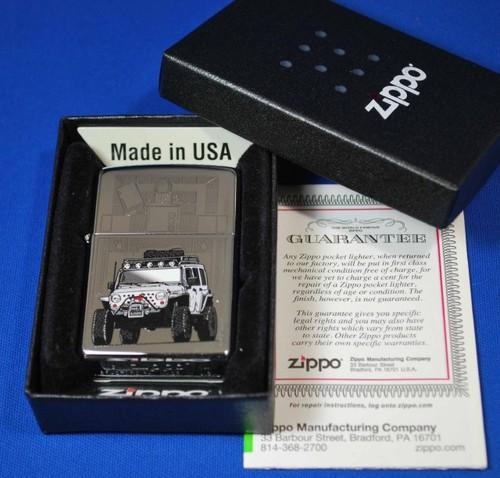 zippo
Made in USA
THE WORLD FAMOUS
ZIPPO
GUARANTEE
Any Zippo pocket lighter, when returned
to our factory, will be put in first class
mechanical condition free of charge, for
we have yet to charge a cent for the
repair of a Zippo pocket lighter,
regardless of age or condition. The
finish, however, is not guaranteed.
This guarantee gives you specific
legal rights and you may also have
other rights which vary from state
to state. Other Zippo products
carry their own specific warranties.
zippo Zippo Manufacturing Company
33 Barbour Street
Bradford, PA 16701 U.S.A.
For repair instructions, log onto zippo.com
zippo
ppo Manufacturing Company
33 Barbour Street, Bradford, PA 16701
814-368-2700 zippo.com